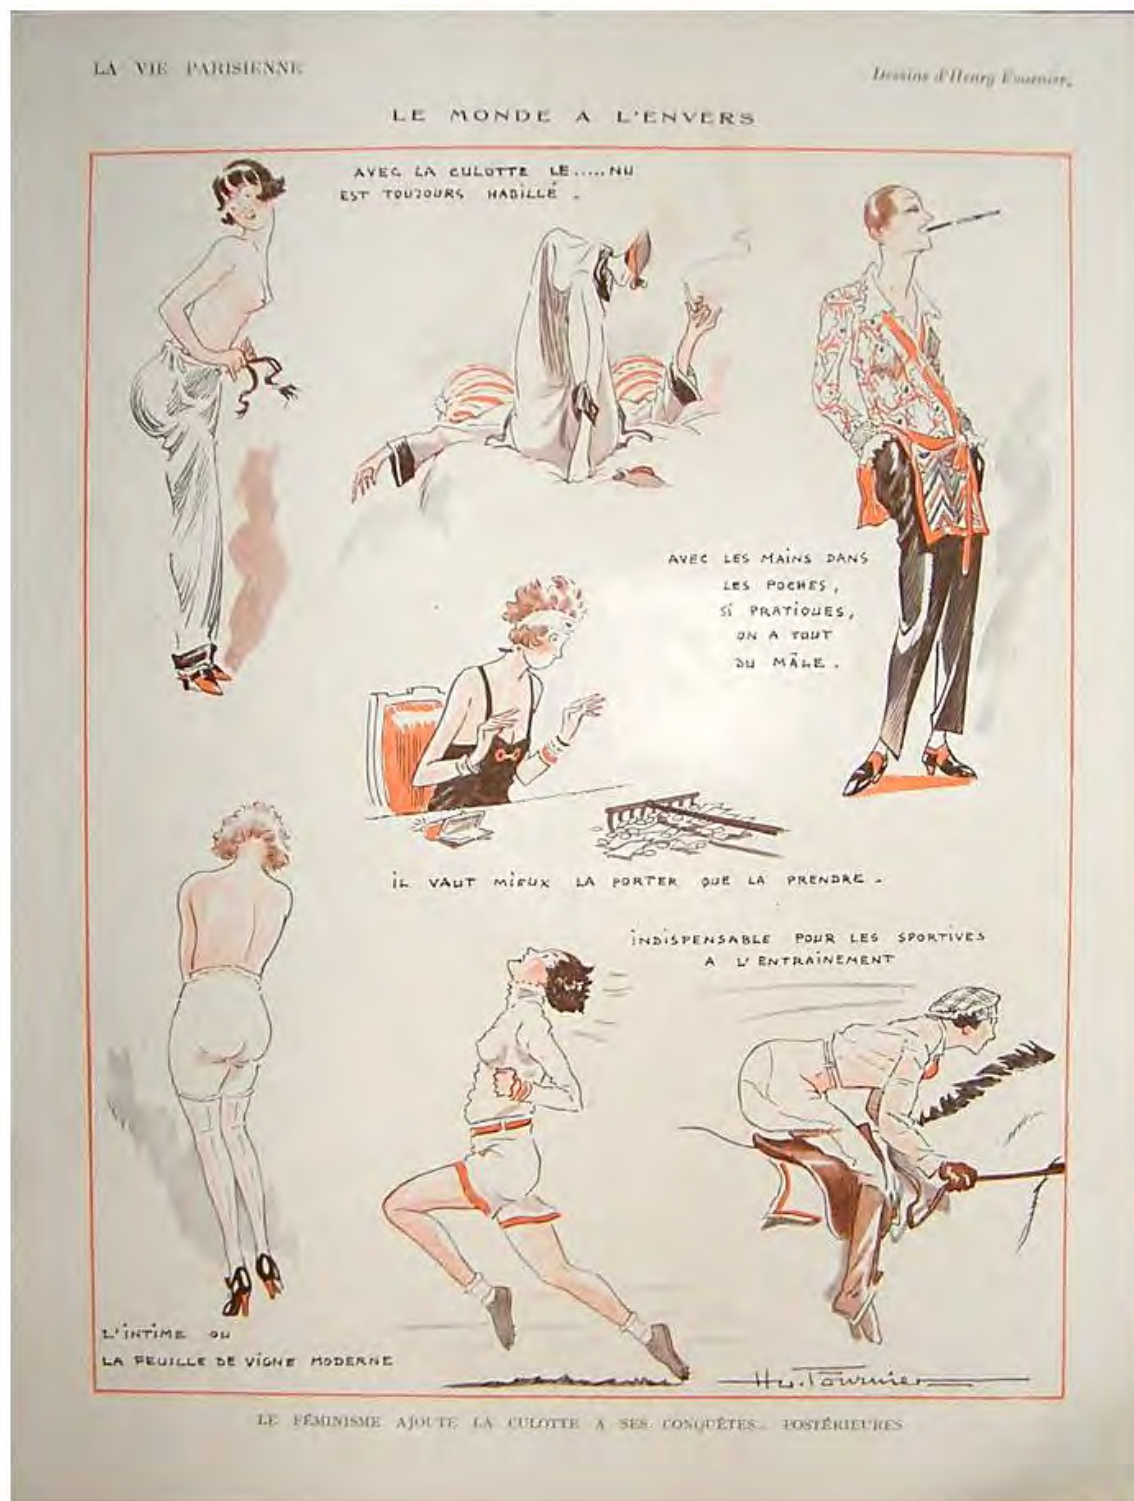 LA VIE PARISIENNE
Dessins d'Henry Fournier.
LE MONDE A L'ENVERS
AVEC LA CULOTTE LE.....NU
EST TOUJOURS HABILLÉ.
AVEC LES MAINS DANS
LES POCHES,
SI PRATIQUES,
ON A TOUT
DU MÂLE.
IL VAUT MIEUX LA PORTER QUE LA PRENDRE.
INDISPENSABLE POUR LES SPORTIVES
A L'ENTRAINEMENT
L'INTIME OU
LA FEUILLE DE VIGNE MODERNE
Hy. Fournier
LE FÉMINISME AJOUTE LA CULOTTE A SES CONQUÊTES... POSTÉRIEURES